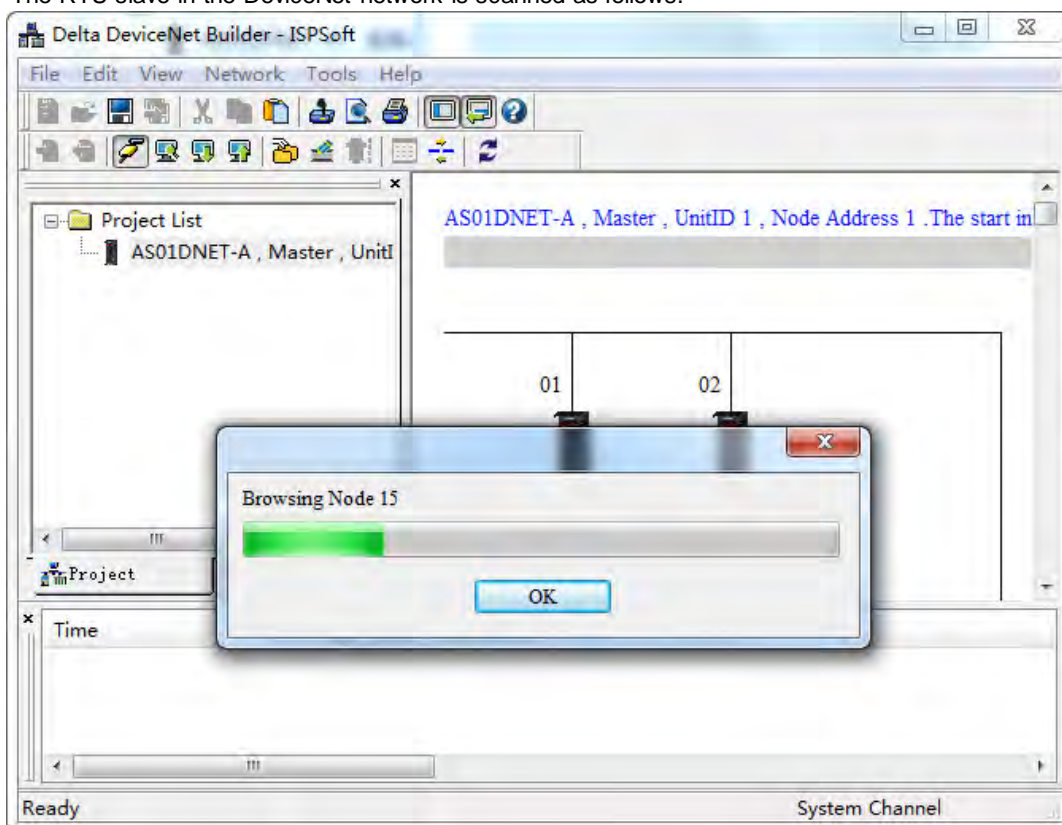 The RTU slave in the DeviceNet network is scanned as follows:
Delta DeviceNet Builder - ISPSoft
File Edit View Network Tools Help
Project List
AS01DNET-A , Master , UnitI
AS01DNET-A , Master , UnitID 1 , Node Address 1 .The start in
01
02
Browsing Node 15
OK
Project
Time
Ready
System Channel